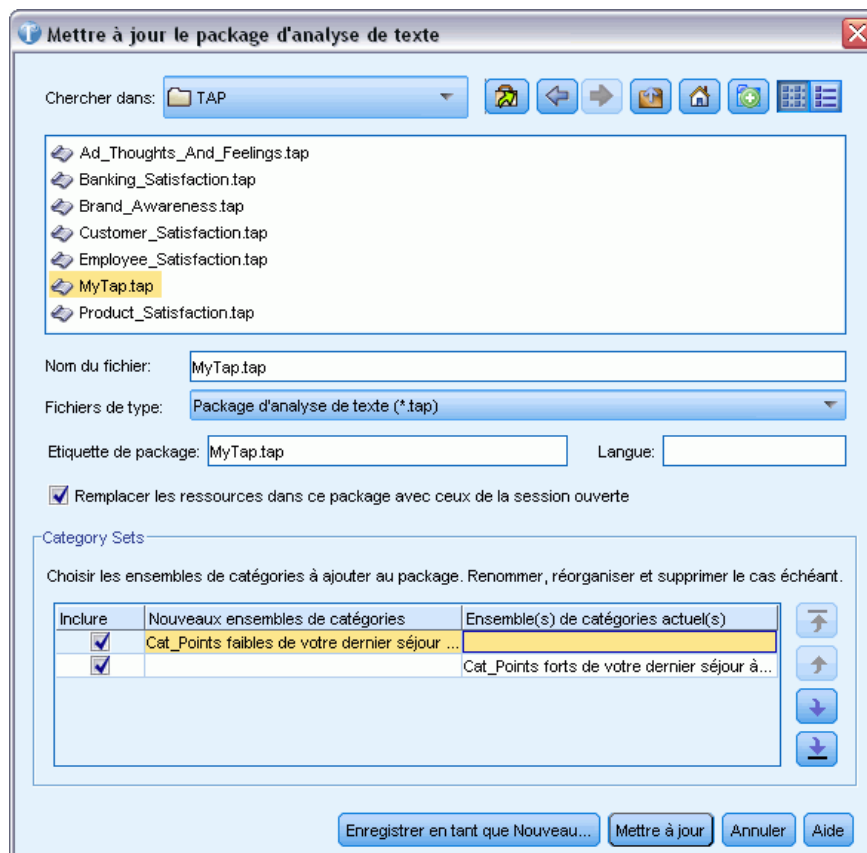 Mettre à jour le package d'analyse de texte
Chercher dans: TAP
Ad_Thoughts_And_Feelings.tap
Banking_Satisfaction.tap
Brand_Awareness.tap
Customer_Satisfaction.tap
Employee_Satisfaction.tap
MyTap.tap
Product_Satisfaction.tap
Nom du fichier: MyTap.tap
Fichiers de type: Package d'analyse de texte (*.tap)
Etiquette de package: MyTap.tap Langue:
Remplacer les ressources dans ce package avec ceux de la session ouverte
Category Sets
Choisir les ensembles de catégories à ajouter au package. Renommer, réorganiser et supprimer le cas échéant.
Inclure Nouveaux ensembles de catégories Ensemble(s) de catégories actuel(s)
Cat_Points faibles de votre dernier séjour ...
Cat_Points forts de votre dernier séjour à...
Enregistrer en tant que Nouveau... Mettre à jour Annuler Aide